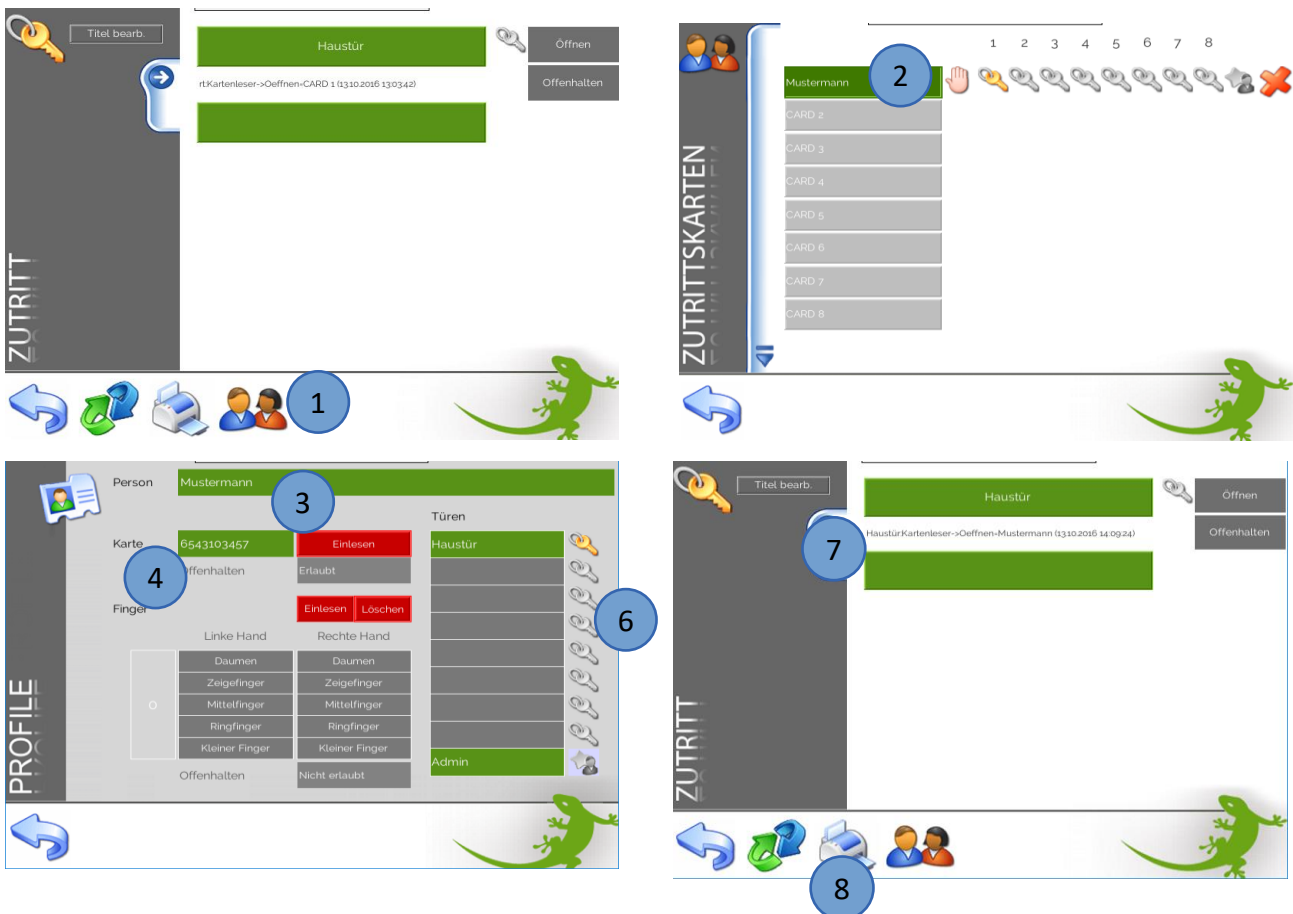 Titel bearb.
Haustür
Öffnen
rt:Kartenleser->Oeffnen=CARD 1 (13.10.2016 13:03:42)
Offenhalten
ZUTRITT
1
1 2 3 4 5 6 7 8
Mustermann
2
CARD 2
CARD 3
CARD 4
CARD 5
CARD 6
CARD 7
CARD 8
ZUTRITTSKARTEN
Person
Mustermann
3
Türen
Karte
6543103457
Einlesen
Haustür
4
Offenhalten
Erlaubt
Finger
Einlesen
Löschen
6
Linke Hand
Rechte Hand
Daumen
Daumen
Zeigefinger
Zeigefinger
Mittelfinger
Mittelfinger
Ringfinger
Ringfinger
Kleiner Finger
Kleiner Finger
Admin
Offenhalten
Nicht erlaubt
PROFILE
Titel bearb.
Haustür
Öffnen
7
Haustür:Kartenleser->Oeffnen=Mustermann (13.10.2016 14:09:24)
Offenhalten
ZUTRITT
8